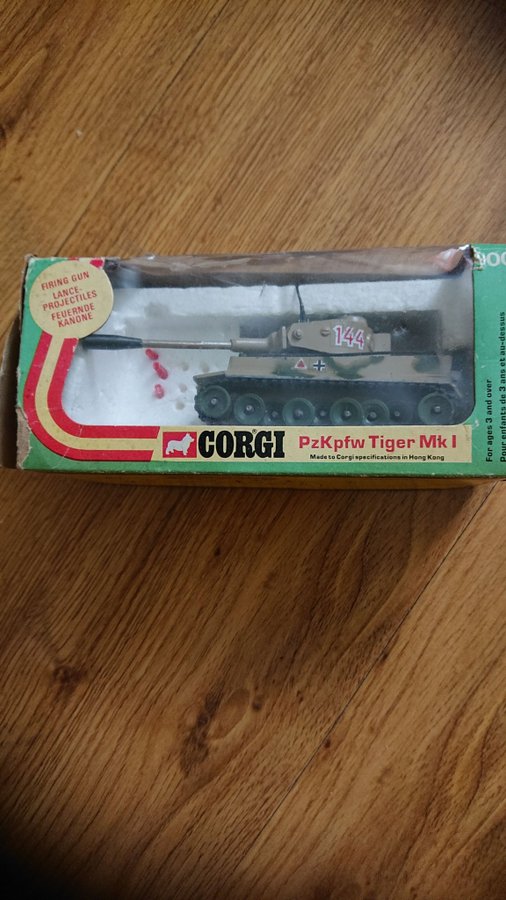 FIRING GUN
LANCE-
PROJECTILES
FEUERNDE
KANONE
144
CORGI®
PzKpfw Tiger Mk I
Made to Corgi specifications in Hong Kong
For ages 3 and over
Pour enfants de 3 ans et au-dessus